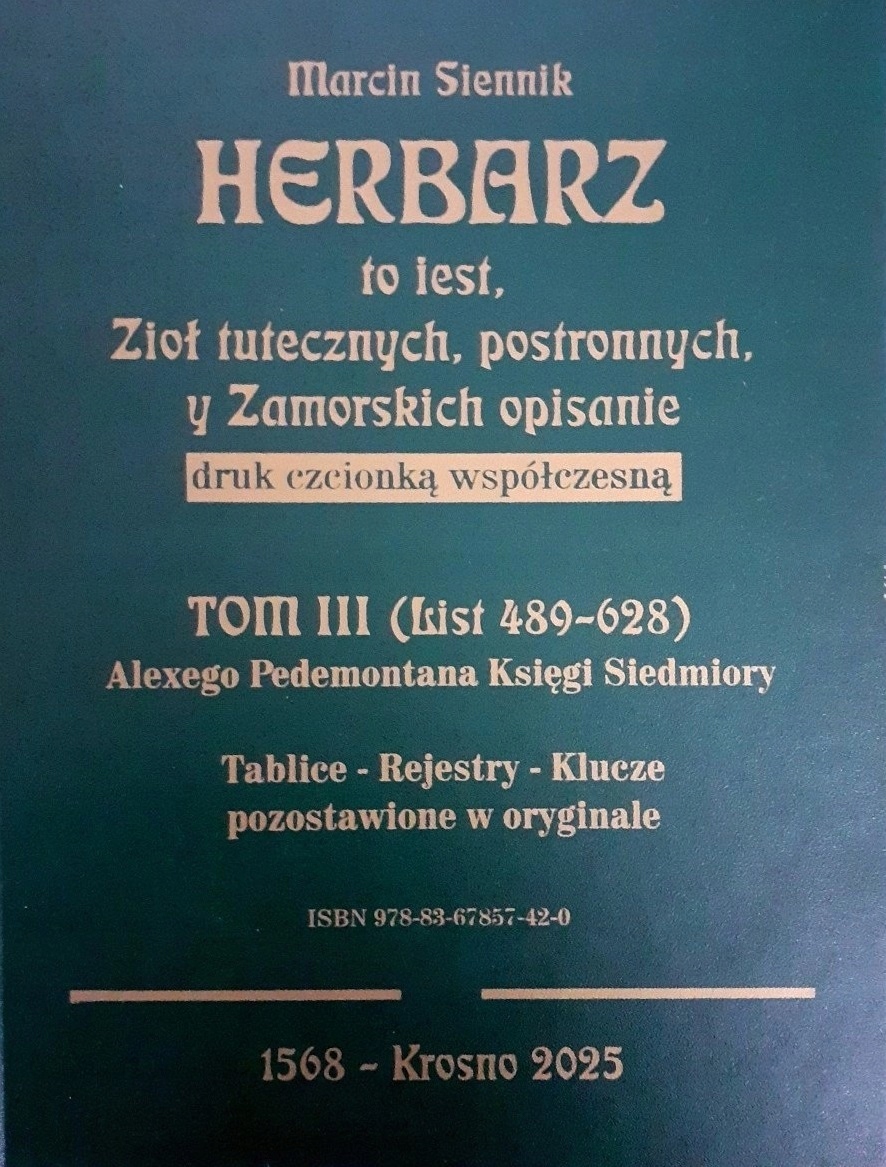 Marcin Siennik
HERBARZ
to iest,
Zioł tutecznych, postronnych,
y Zamorskich opisanie
druk czcionką współczesną
TOM III (List 489-628)
Alexego Pedemontana Księgi Siedmiory
Tablice - Rejestry - Klucze
pozostawione w oryginale
ISBN 978-83-67857-42-0
1568 - Krosno 2025